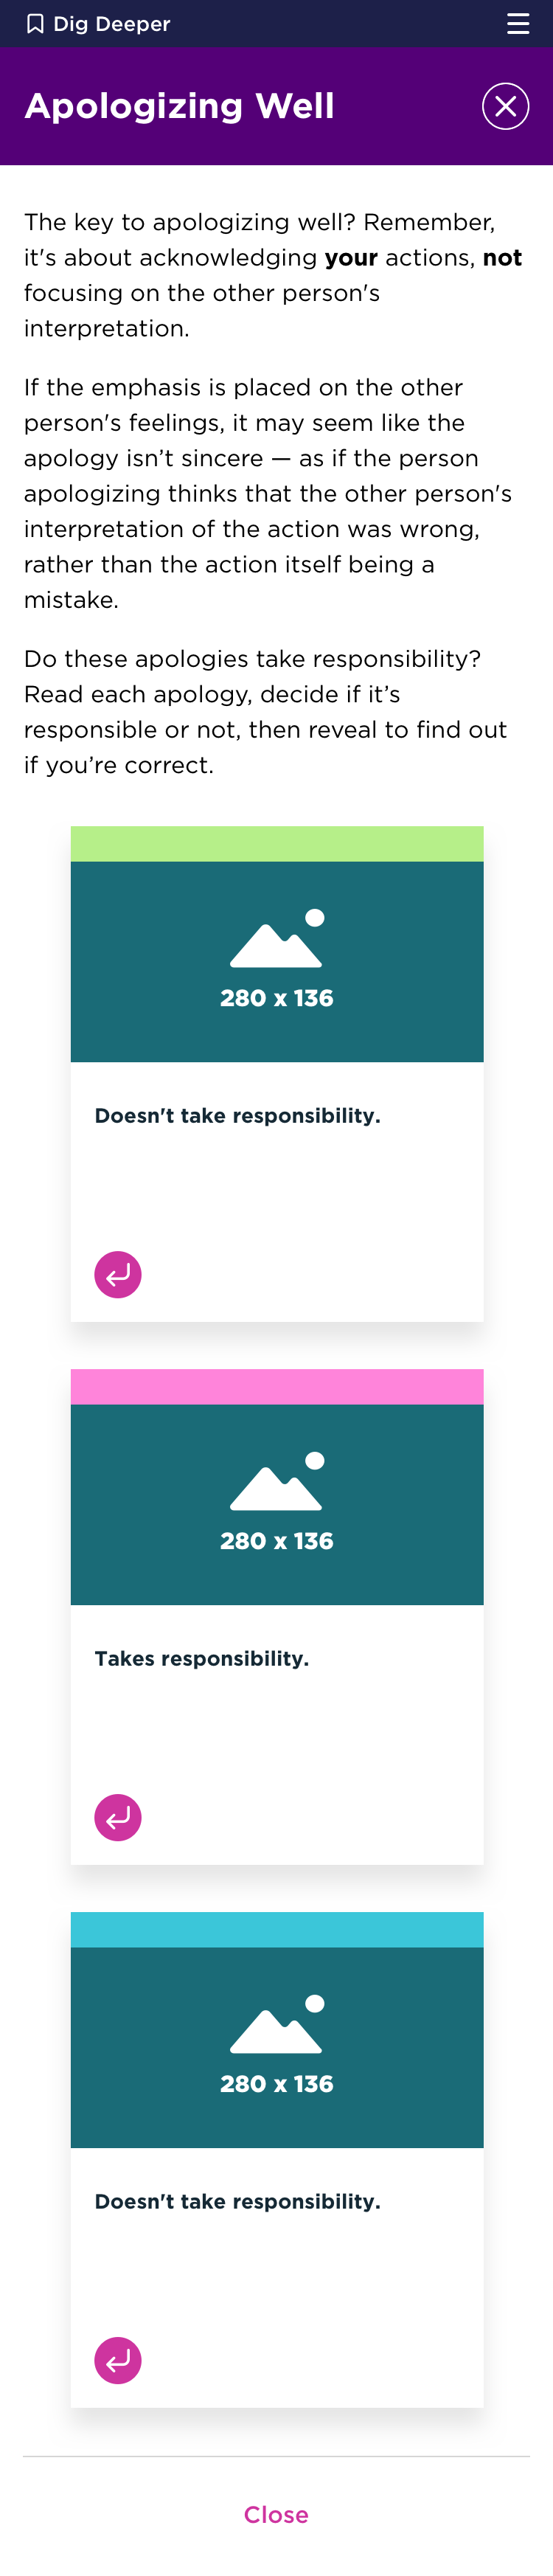 Dig Deeper
Apologizing Well
The key to apologizing well? Remember,
it's about acknowledging your actions, not
focusing on the other person's
interpretation.
If the emphasis is placed on the other
person's feelings, it may seem like the
apology isn’t sincere — as if the person
apologizing thinks that the other person's
interpretation of the action was wrong,
rather than the action itself being a
mistake.
Do these apologies take responsibility?
Read each apology, decide if it’s
responsible or not, then reveal to find out
if you’re correct.
280 x 136
Doesn't take responsibility.
280 x 136
Takes responsibility.
280 x 136
Doesn't take responsibility.
Close